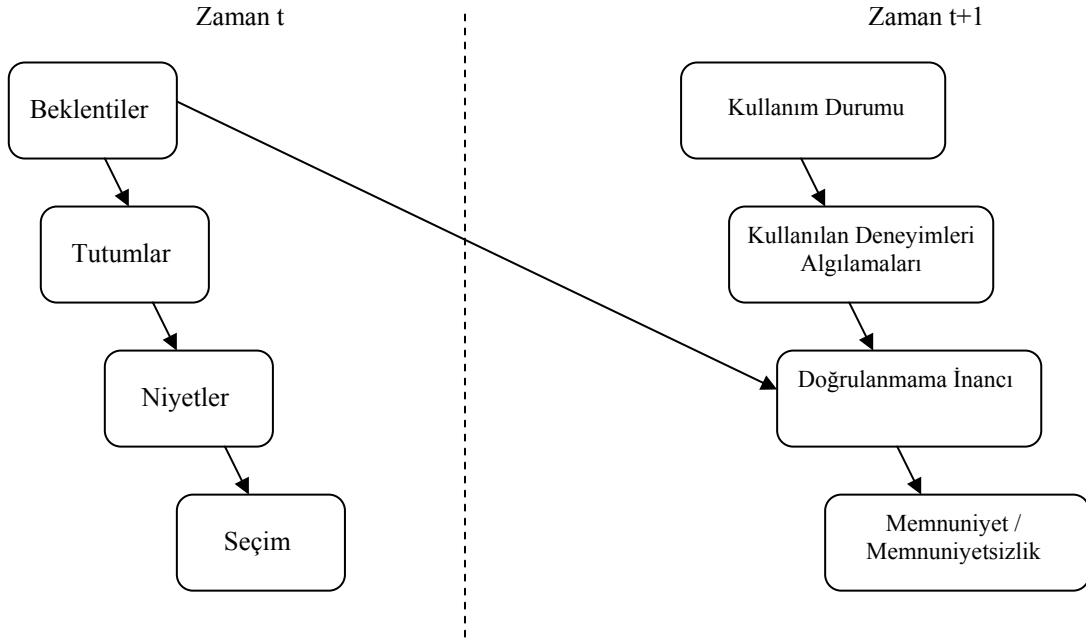 Zaman t
Zaman t+1
Beklentiler
Tutumlar
Niyetler
Seçim
Kullanım Durumu
Kullanılan Deneyimleri
Algılamaları
Doğrulanmama İnancı
Memnuniyet /
Memnuniyetsizlik